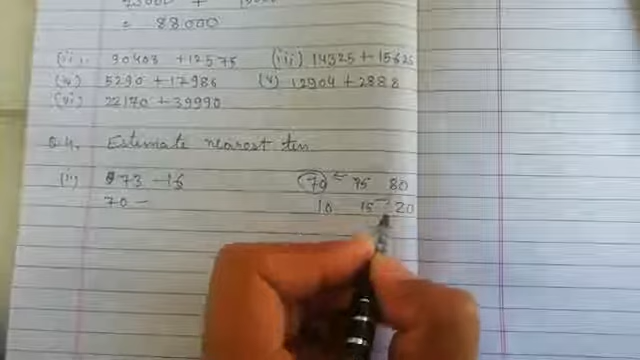 = 88000
(ii) 90403 +12575 (iii) 14325 + 15625
(iv) 5290 + 17986 (v) 12904 + 2888
(vi) 22170 + 39990
Q.4. Estimate nearest ten
(i) 73 - 16 70 ← 75 80
70 - 10 15 → 20